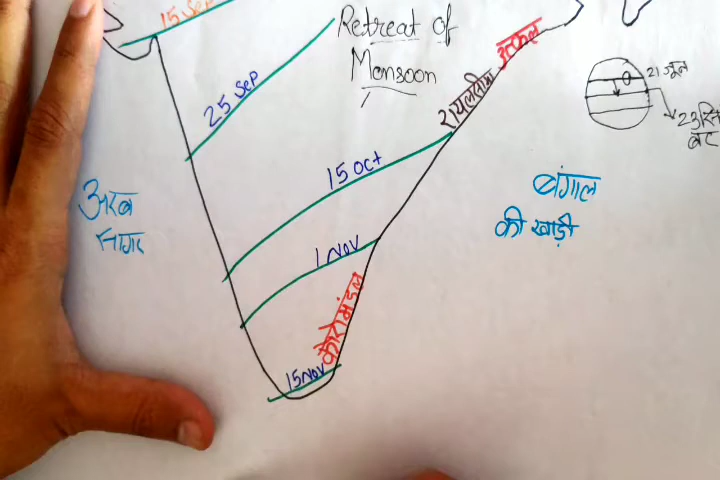 15 Sep
Retreat of
Monsoon
उत्कल
रायलसीमा
25 Sep
21 जून
23 सित
बर
15 Oct
अरब
सागर
बंगाल
की खाड़ी
1 Nov
कोरोमंडल
15 Nov